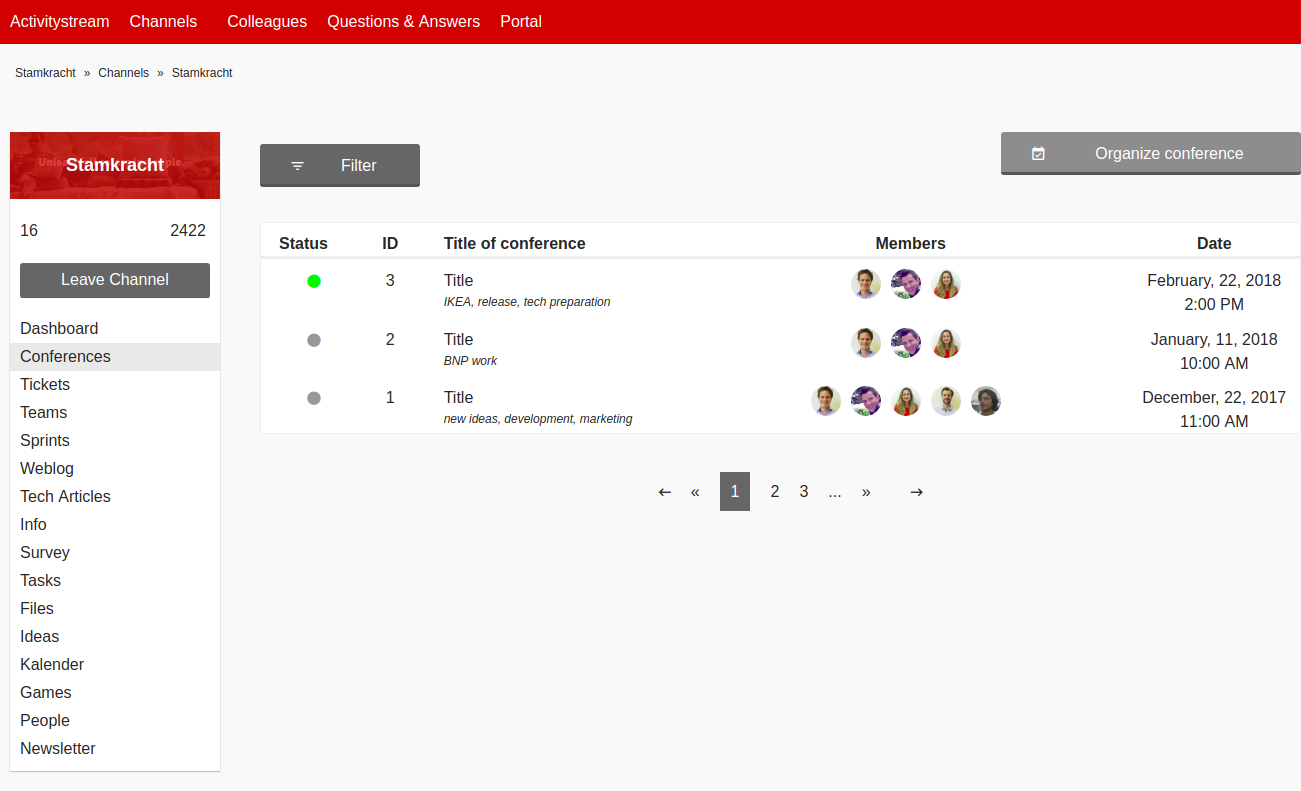 Activitystream Channels Colleagues Questions & Answers Portal
Stamkracht » Channels » Stamkracht
Stamkracht
16 2422
Leave Channel
Dashboard
Conferences
Tickets
Teams
Sprints
Weblog
Tech Articles
Info
Survey
Tasks
Files
Ideas
Kalender
Games
People
Newsletter
Filter
Organize conference
Status ID Title of conference Members Date
3 Title February, 22, 2018
IKEA, release, tech preparation 2:00 PM
2 Title January, 11, 2018
BNP work 10:00 AM
1 Title December, 22, 2017
new ideas, development, marketing 11:00 AM
← « 1 2 3 ... » →